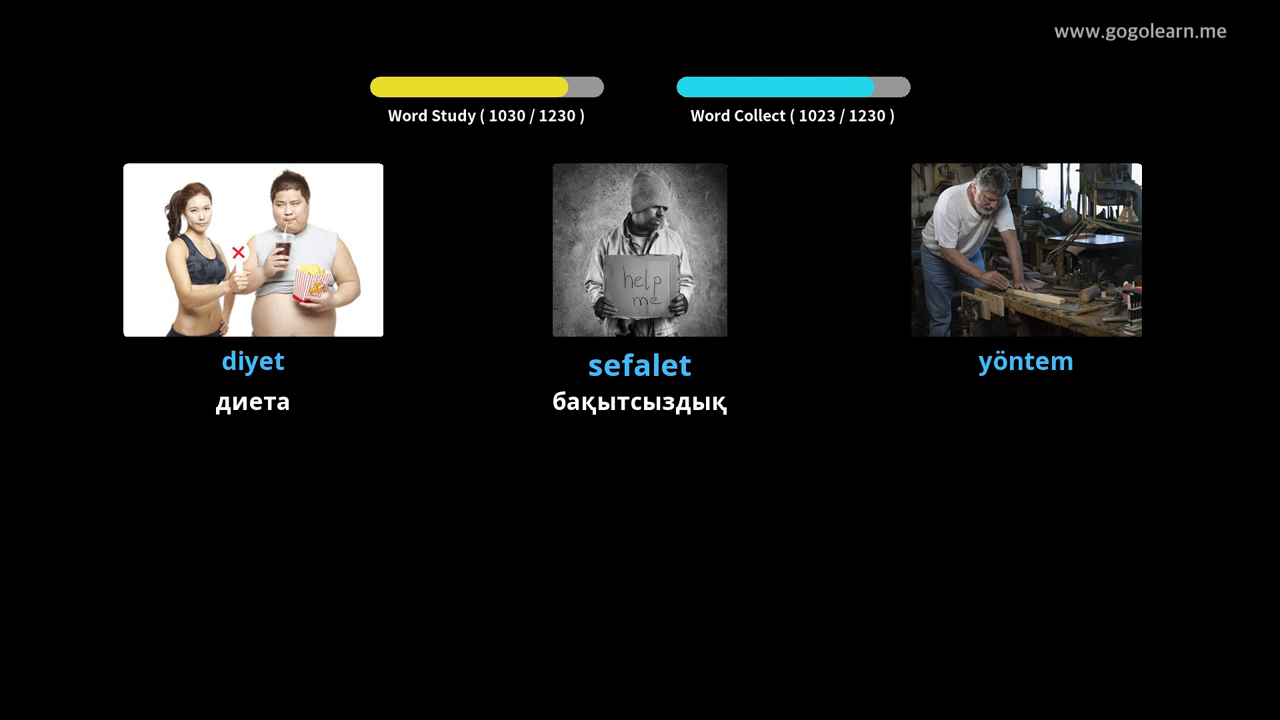 www.gogolearn.me
Word Study ( 1030 / 1230 )
Word Collect ( 1023 / 1230 )
help
me
diyet
sefalet
yöntem
диета
бақытсыздық